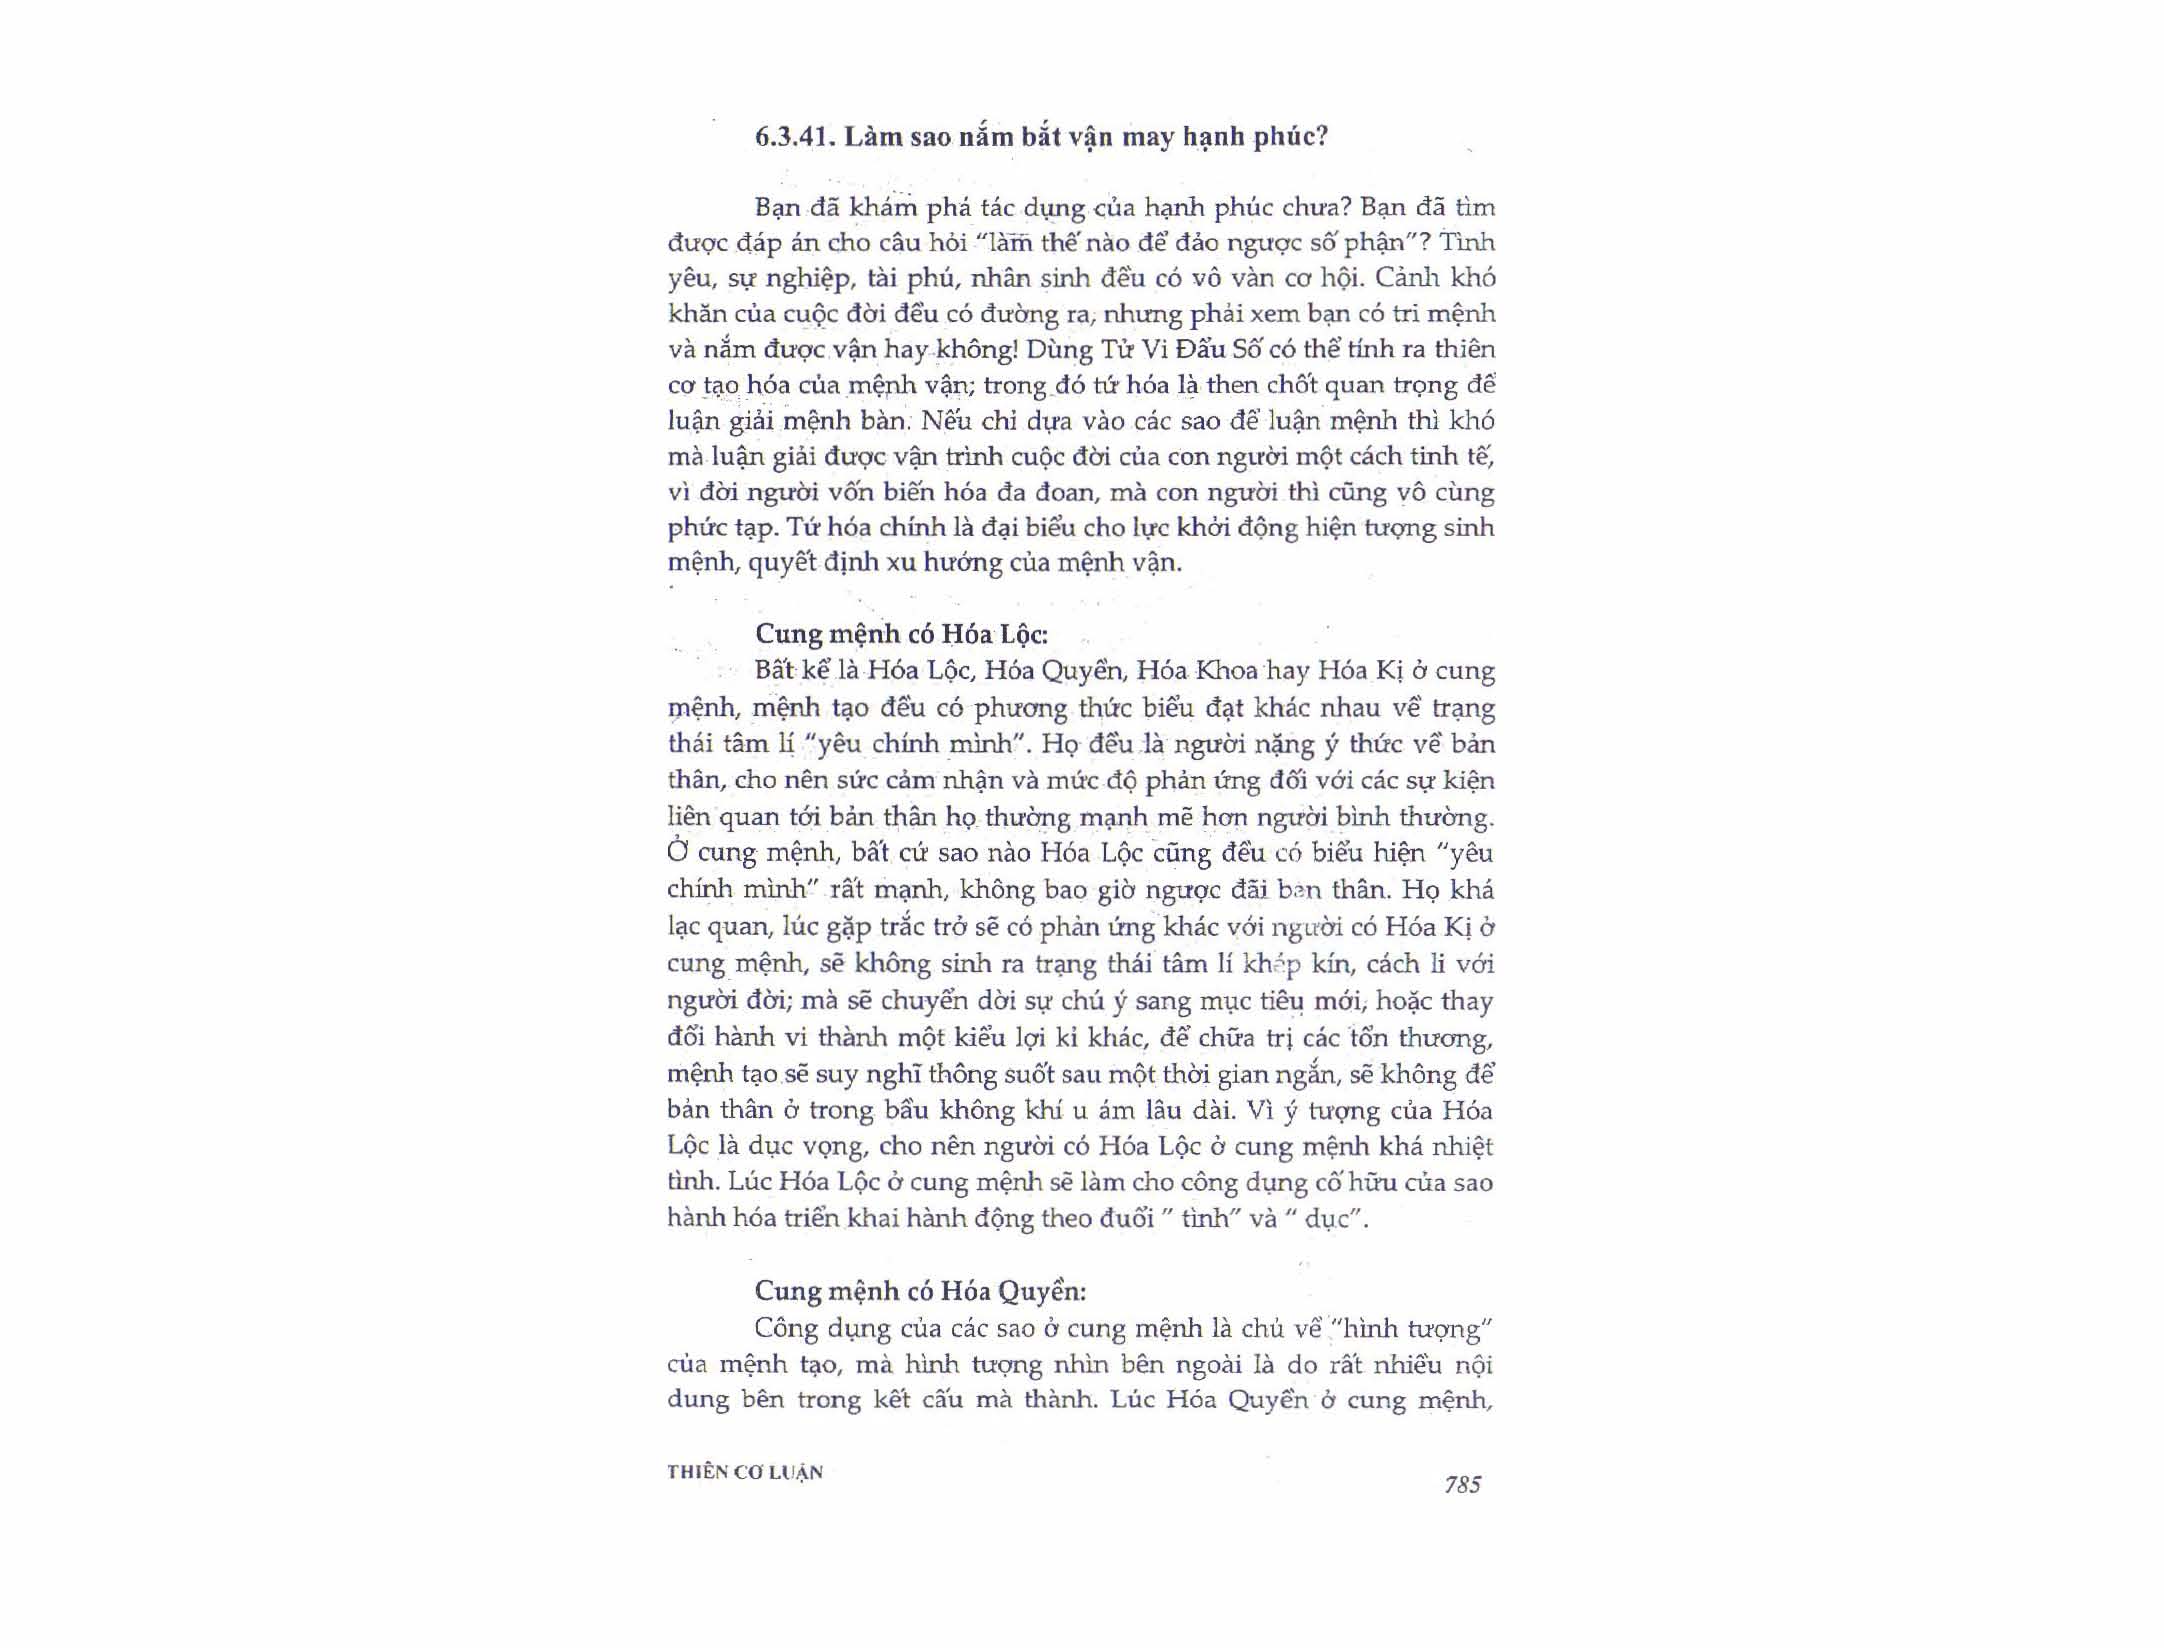 6.3.41. Làm sao nắm bắt vận may hạnh phúc?
Bạn đã khám phá tác dụng của hạnh phúc chưa? Bạn đã tìm
được đáp án cho câu hỏi "làm thế nào để đảo ngược số phận"? Tình
yêu, sự nghiệp, tài phú, nhân sinh đều có vô vàn cơ hội. Cảnh khó
khăn của cuộc đời đều có đường ra, nhưng phải xem bạn có tri mệnh
và nắm được vận hay không! Dùng Tử Vi Đẩu Số có thể tính ra thiên
cơ tạo hóa của mệnh vận; trong đó tứ hóa là then chốt quan trọng để
luận giải mệnh bàn. Nếu chỉ dựa vào các sao để luận mệnh thì khó
mà luận giải được vận trình cuộc đời của con người một cách tinh tế,
vì đời người vốn biến hóa đa đoan, mà con người thì cũng vô cùng
phức tạp. Tứ hóa chính là đại biểu cho lực khởi động hiện tượng sinh
mệnh, quyết định xu hướng của mệnh vận.
Cung mệnh có Hóa Lộc:
Bất kể là Hóa Lộc, Hóa Quyền, Hóa Khoa hay Hóa Kị ở cung
mệnh, mệnh tạo đều có phương thức biểu đạt khác nhau về trạng
thái tâm lí "yêu chính mình". Họ đều là người nặng ý thức về bản
thân, cho nên sức cảm nhận và mức độ phản ứng đối với các sự kiện
liên quan tới bản thân họ thường mạnh mẽ hơn người bình thường.
Ở cung mệnh, bất cứ sao nào Hóa Lộc cũng đều có biểu hiện "yêu
chính mình" rất mạnh, không bao giờ ngược đãi bản thân. Họ khá
lạc quan, lúc gặp trắc trở sẽ có phản ứng khác với người có Hóa Kị ở
cung mệnh, sẽ không sinh ra trạng thái tâm lí khép kín, cách li với
người đời; mà sẽ chuyển dời sự chú ý sang mục tiêu mới, hoặc thay
đổi hành vi thành một kiểu lợi kỉ khác, để chữa trị các tổn thương,
mệnh tạo sẽ suy nghĩ thông suốt sau một thời gian ngắn, sẽ không để
bản thân ở trong bầu không khí u ám lâu dài. Vì ý tượng của Hóa
Lộc là dục vọng, cho nên người có Hóa Lộc ở cung mệnh khá nhiệt
tình. Lúc Hóa Lộc ở cung mệnh sẽ làm cho công dụng cố hữu của sao
hành hóa triển khai hành động theo đuổi " tình" và " dục".
Cung mệnh có Hóa Quyền:
Công dụng của các sao ở cung mệnh là chủ về "hình tượng"
của mệnh tạo, mà hình tượng nhìn bên ngoài là do rất nhiều nội
dung bên trong kết cấu mà thành. Lúc Hóa Quyền ở cung mệnh,
THIÊN CƠ LUẬN
785